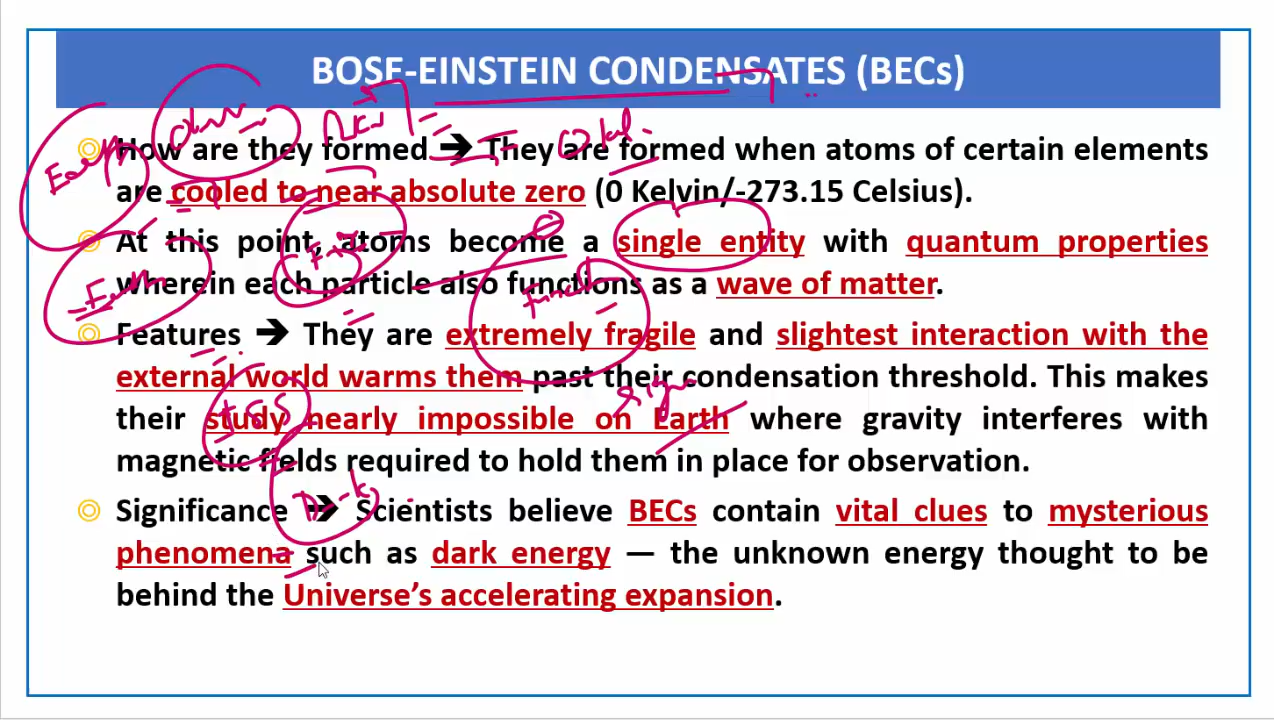 BOSE-EINSTEIN CONDENSATES (BECs)
How are they formed ➔ They are formed when atoms of certain elements
are cooled to near absolute zero (0 Kelvin/-273.15 Celsius).
At this point, atoms become a single entity with quantum properties
wherein each particle also functions as a wave of matter.
Features ➔ They are extremely fragile and slightest interaction with the
external world warms them past their condensation threshold. This makes
their study nearly impossible on Earth where gravity interferes with
magnetic fields required to hold them in place for observation.
Significance ➔ Scientists believe BECs contain vital clues to mysterious
phenomena such as dark energy — the unknown energy thought to be
behind the Universe's accelerating expansion.
Earth
ISS